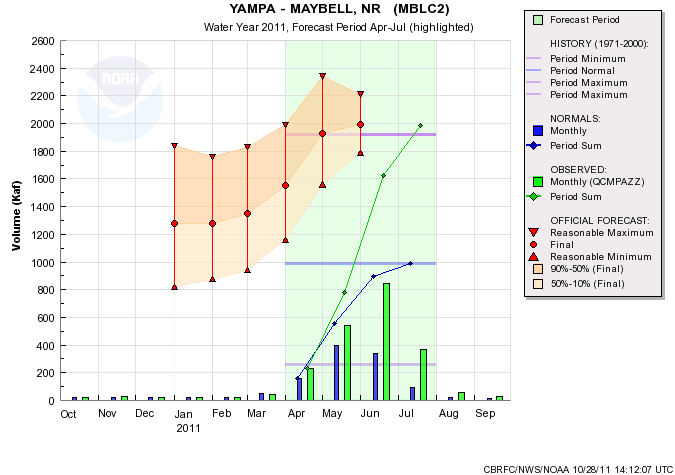 YAMPA - MAYBELL, NR (MBLC2)
Water Year 2011, Forecast Period Apr-Jul (highlighted)
Volume (Kaf)
2600
2400
2200
2000
1800
1600
1400
1200
1000
800
600
400
200
0
NOAA
Oct
Nov
Dec
Jan
2011
Feb
Mar
Apr
May
Jun
Jul
Aug
Sep
Forecast Period
HISTORY (1971-2000):
Period Minimum
Period Normal
Period Maximum
Period Maximum
NORMALS:
Monthly
Period Sum
OBSERVED:
Monthly (QCMPAZZ)
Period Sum
OFFICIAL FORECAST:
Reasonable Maximum
Final
Reasonable Minimum
90%-50% (Final)
50%-10% (Final)
CBRFC/NWS/NOAA 10/28/11 14:12:07 UTC